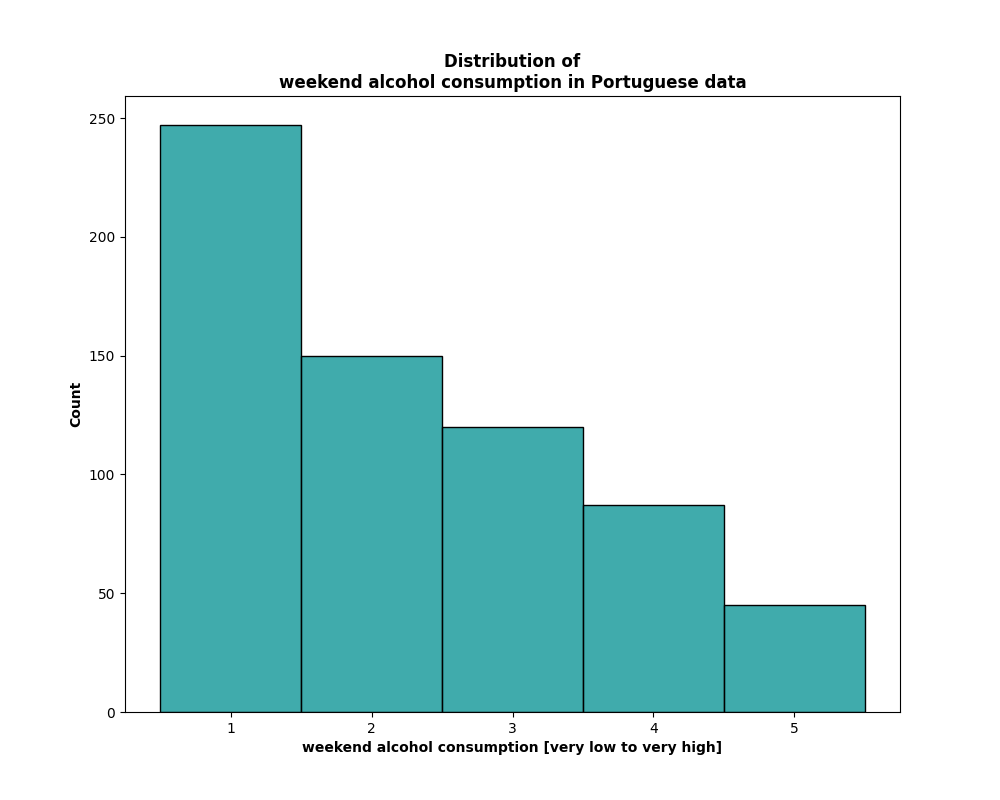 Distribution of
weekend alcohol consumption in Portuguese data
250
200
150
100
50
0
Count
1 2 3 4 5
weekend alcohol consumption [very low to very high]